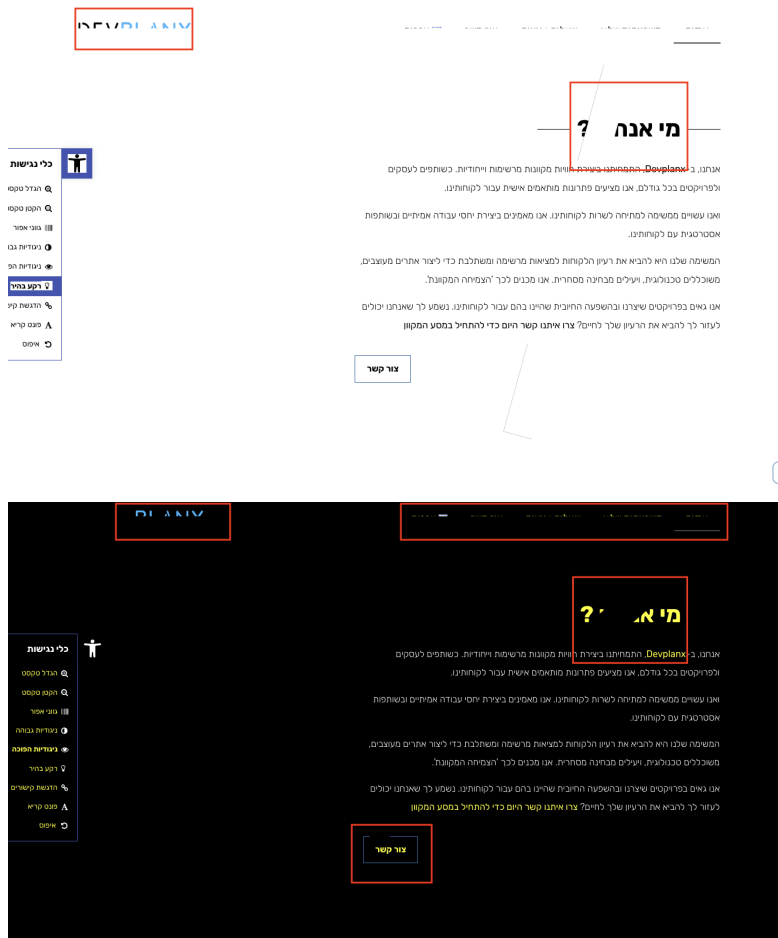 DEVPLANX
מי אנח ?
אנחנו, ב- Devplanx, התמחיתנו ביצירת חוויות מקוונות מרשימות וייחודיות. כשותפים לעסקים
ולפרויקטים בכל גודלם, אנו מציעים פתרונות מותאמים אישית עבור לקוחותינו.
ואנו עשויים ממשימה למתיחה לשרות לקוחותינו. אנו מאמינים ביצירת יחסי עבודה אמיתיים ובשותפות
אסטרטגית עם לקוחותינו.
המשימה שלנו היא להביא את רעיון הלקוחות למציאות מרשימה ומשתלבת כדי ליצור אתרים מעוצבים,
משוכללים טכנולוגית, ויעילים מבחינה מסחרית. אנו מכנים לכך 'הצמיחה המקוונת'.
אנו גאים בפרויקטים שיצרנו ובהשפעה החיובית שהיינו בהם עבור לקוחותינו. נשמע לך שאנחנו יכולים
לעזור לך להביא את הרעיון שלך לחיים? צרו איתנו קשר היום כדי להתחיל במסע המקוון
צור קשר
כלי נגישות
הגדל טקסט
הקטן טקסט
גווני אפור
ניגודיות גבו
ניגודיות הפ
רקע בהיר
הדגשת קיש
פונט קריא
איפוס
PLANX
מי א ?
אנחנו, ב- Devplanx, התמחיתנו ביצירת חוויות מקוונות מרשימות וייחודיות. כשותפים לעסקים
ולפרויקטים בכל גודלם, אנו מציעים פתרונות מותאמים אישית עבור לקוחותינו.
ואנו עשויים ממשימה למתיחה לשרות לקוחותינו. אנו מאמינים ביצירת יחסי עבודה אמיתיים ובשותפות
אסטרטגית עם לקוחותינו.
המשימה שלנו היא להביא את רעיון הלקוחות למציאות מרשימה ומשתלבת כדי ליצור אתרים מעוצבים,
משוכללים טכנולוגית, ויעילים מבחינה מסחרית. אנו מכנים לכך 'הצמיחה המקוונת'.
אנו גאים בפרויקטים שיצרנו ובהשפעה החיובית שהיינו בהם עבור לקוחותינו. נשמע לך שאנחנו יכולים
לעזור לך להביא את הרעיון שלך לחיים? צרו איתנו קשר היום כדי להתחיל במסע המקוון
צור קשר
כלי נגישות
הגדל טקסט
הקטן טקסט
גווני אפור
ניגודיות גבוהה
ניגודיות הפוכה
רקע בהיר
הדגשת קישורים
פונט קריא
איפוס